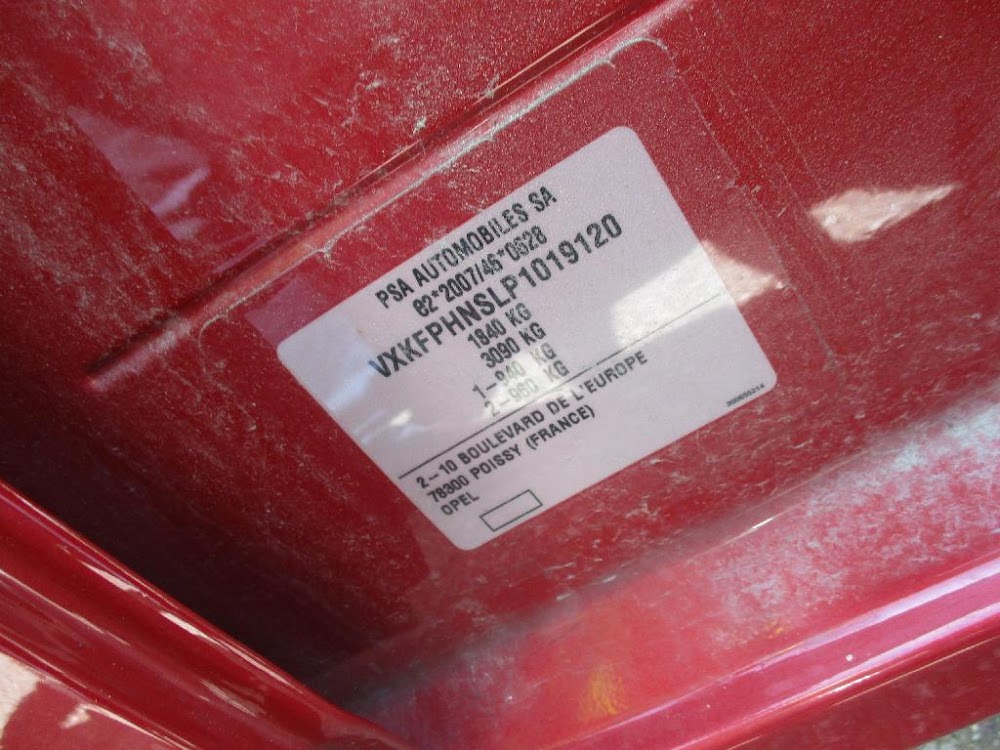 PSA AUTOMOBILES SA
e2*2007/46*0628
VXKFPHNSLP1019120
1840 KG
3090 KG
1-940 KG
2-960 KG
2-10 BOULEVARD DE L'EUROPE
78300 POISSY (FRANCE)
OPEL